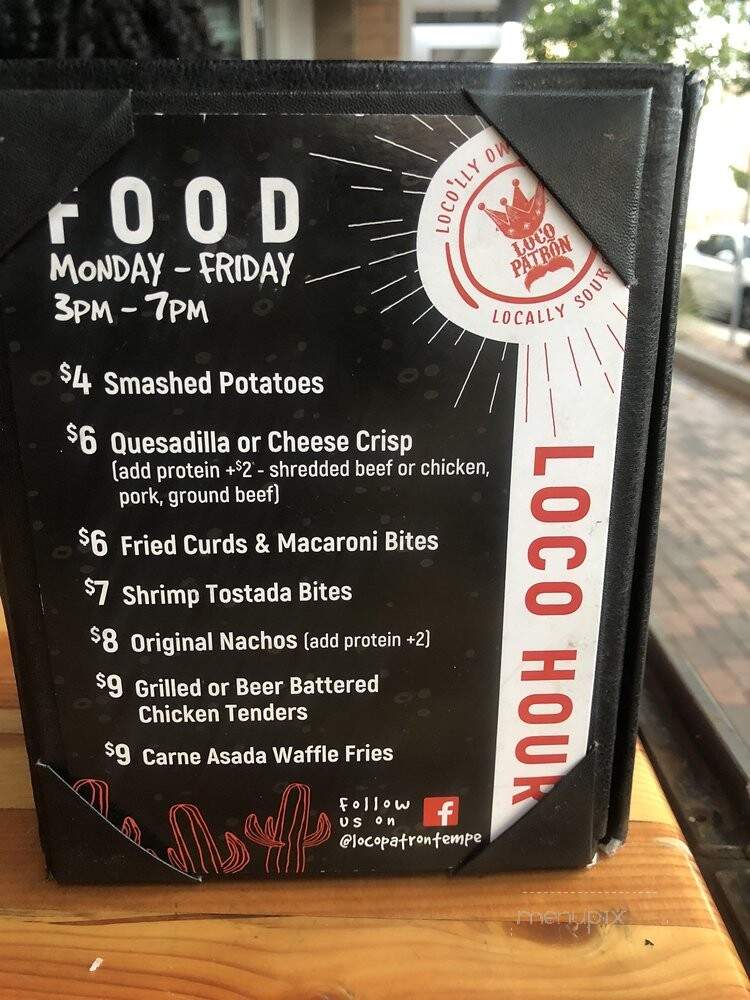 FOOD
MONDAY - FRIDAY
3PM - 7PM
$4 Smashed Potatoes
$6 Quesadilla or Cheese Crisp
(add protein +$2 - shredded beef or chicken,
pork, ground beef)
$6 Fried Curds & Macaroni Bites
$7 Shrimp Tostada Bites
$8 Original Nachos (add protein +2)
$9 Grilled or Beer Battered
Chicken Tenders
$9 Carne Asada Waffle Fries
Follow
us on f
@locopatrontempe
LOCO'LLY
LOCO
PATRÓN
LOCALLY
LOCO HOUR
menupix